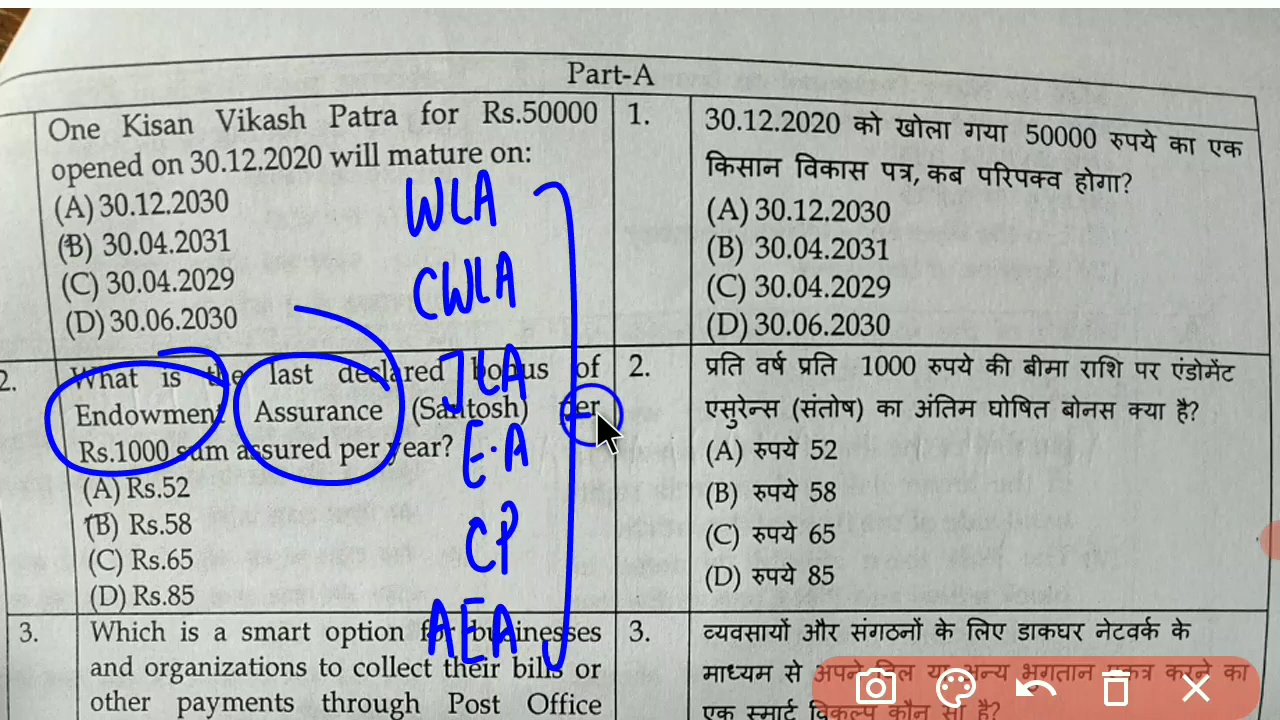 Part-A
One Kisan Vikash Patra for Rs.50000
opened on 30.12.2020 will mature on:
(A) 30.12.2030
(B) 30.04.2031
(C) 30.04.2029
(D) 30.06.2030
1.
30.12.2020 को खोला गया 50000 रुपये का एक
किसान विकास पत्र, कब परिपक्व होगा?
(A) 30.12.2030
(B) 30.04.2031
(C) 30.04.2029
(D) 30.06.2030
WLA
CWLA
JLA
E.A
CP
AEA
2.
What is the last declared bonus of
Endowment Assurance (Santosh) per
Rs.1000 sum assured per year?
(A) Rs.52
(B) Rs.58
(C) Rs.65
(D) Rs.85
2.
प्रति वर्ष प्रति 1000 रुपये की बीमा राशि पर एंडोमेंट
एसुरेन्स (संतोष) का अंतिम घोषित बोनस क्या है?
(A) रुपये 52
(B) रुपये 58
(C) रुपये 65
(D) रुपये 85
3.
Which is a smart option for businesses
and organizations to collect their bills or
other payments through Post Office
3.
व्यवसायों और संगठनों के लिए डाकघर नेटवर्क के
माध्यम से अपने बिल या अन्य भुगतान एकत्र करने का
एक स्मार्ट विकल्प कौन सा है?